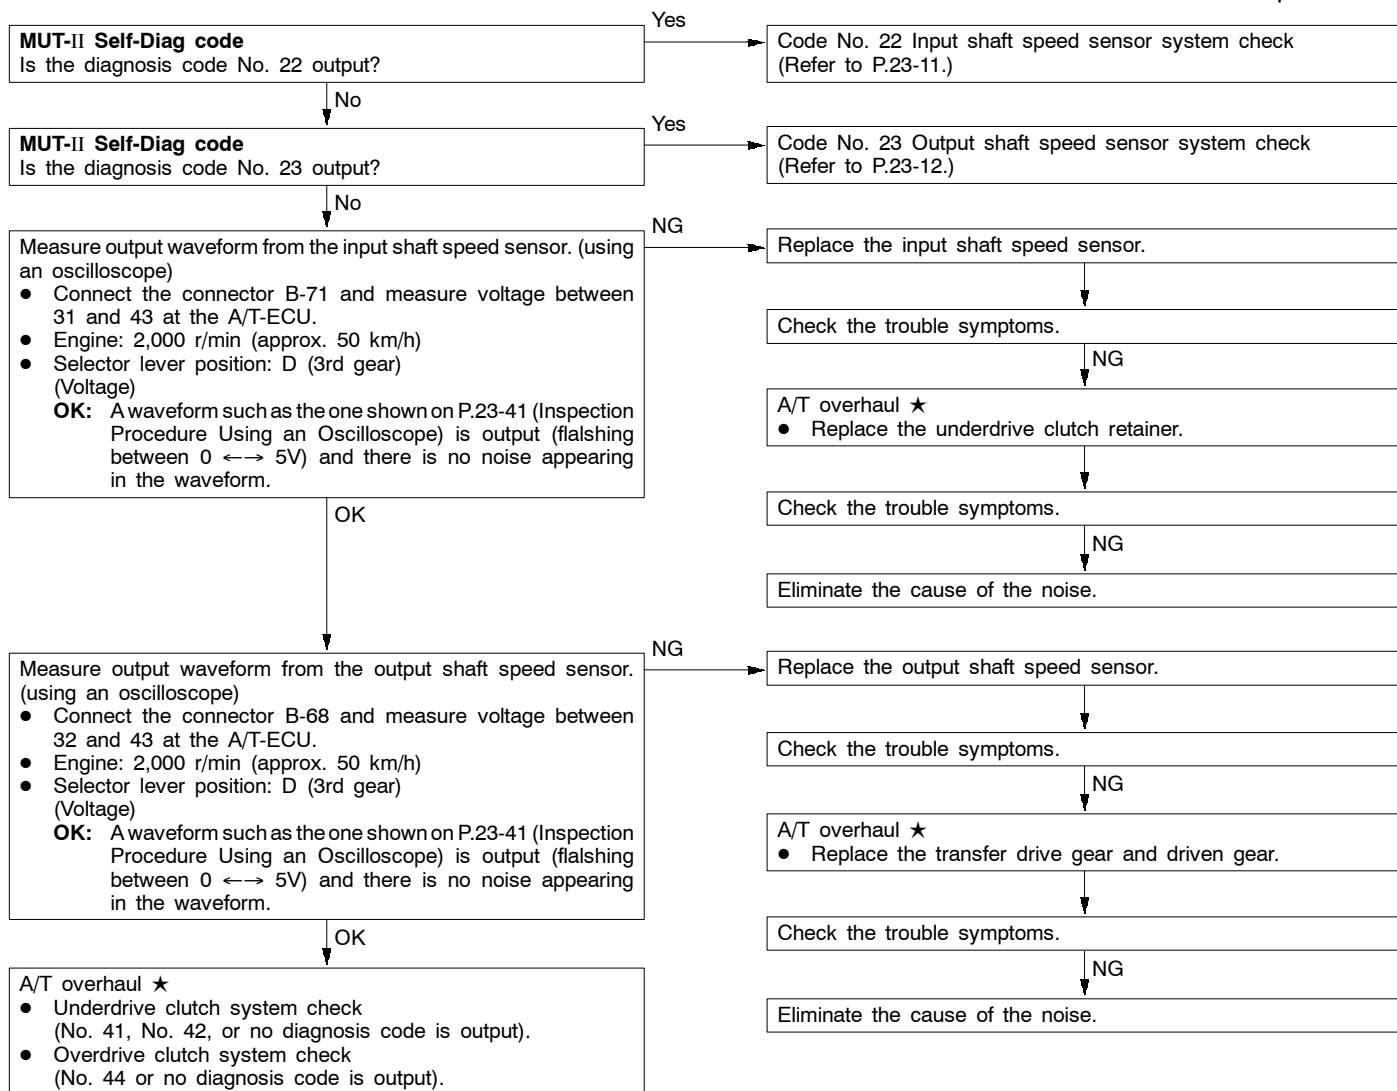 MUT-II Self-Diag code
Is the diagnosis code No. 22 output?
Yes
Code No. 22 Input shaft speed sensor system check
(Refer to P.23-11.)
No
MUT-II Self-Diag code
Is the diagnosis code No. 23 output?
Yes
Code No. 23 Output shaft speed sensor system check
(Refer to P.23-12.)
No
Measure output waveform from the input shaft speed sensor. (using
an oscilloscope)
● Connect the connector B-71 and measure voltage between
31 and 43 at the A/T-ECU.
● Engine: 2,000 r/min (approx. 50 km/h)
● Selector lever position: D (3rd gear)
(Voltage)
OK: A waveform such as the one shown on P.23-41 (Inspection
Procedure Using an Oscilloscope) is output (flalshing
between 0 ←→ 5V) and there is no noise appearing
in the waveform.
NG
Replace the input shaft speed sensor.
Check the trouble symptoms.
NG
A/T overhaul ★
● Replace the underdrive clutch retainer.
Check the trouble symptoms.
NG
Eliminate the cause of the noise.
OK
Measure output waveform from the output shaft speed sensor.
(using an oscilloscope)
● Connect the connector B-68 and measure voltage between
32 and 43 at the A/T-ECU.
● Engine: 2,000 r/min (approx. 50 km/h)
● Selector lever position: D (3rd gear)
(Voltage)
OK: A waveform such as the one shown on P.23-41 (Inspection
Procedure Using an Oscilloscope) is output (flalshing
between 0 ←→ 5V) and there is no noise appearing
in the waveform.
NG
Replace the output shaft speed sensor.
Check the trouble symptoms.
NG
A/T overhaul ★
● Replace the transfer drive gear and driven gear.
Check the trouble symptoms.
NG
Eliminate the cause of the noise.
OK
A/T overhaul ★
● Underdrive clutch system check
(No. 41, No. 42, or no diagnosis code is output).
● Overdrive clutch system check
(No. 44 or no diagnosis code is output).